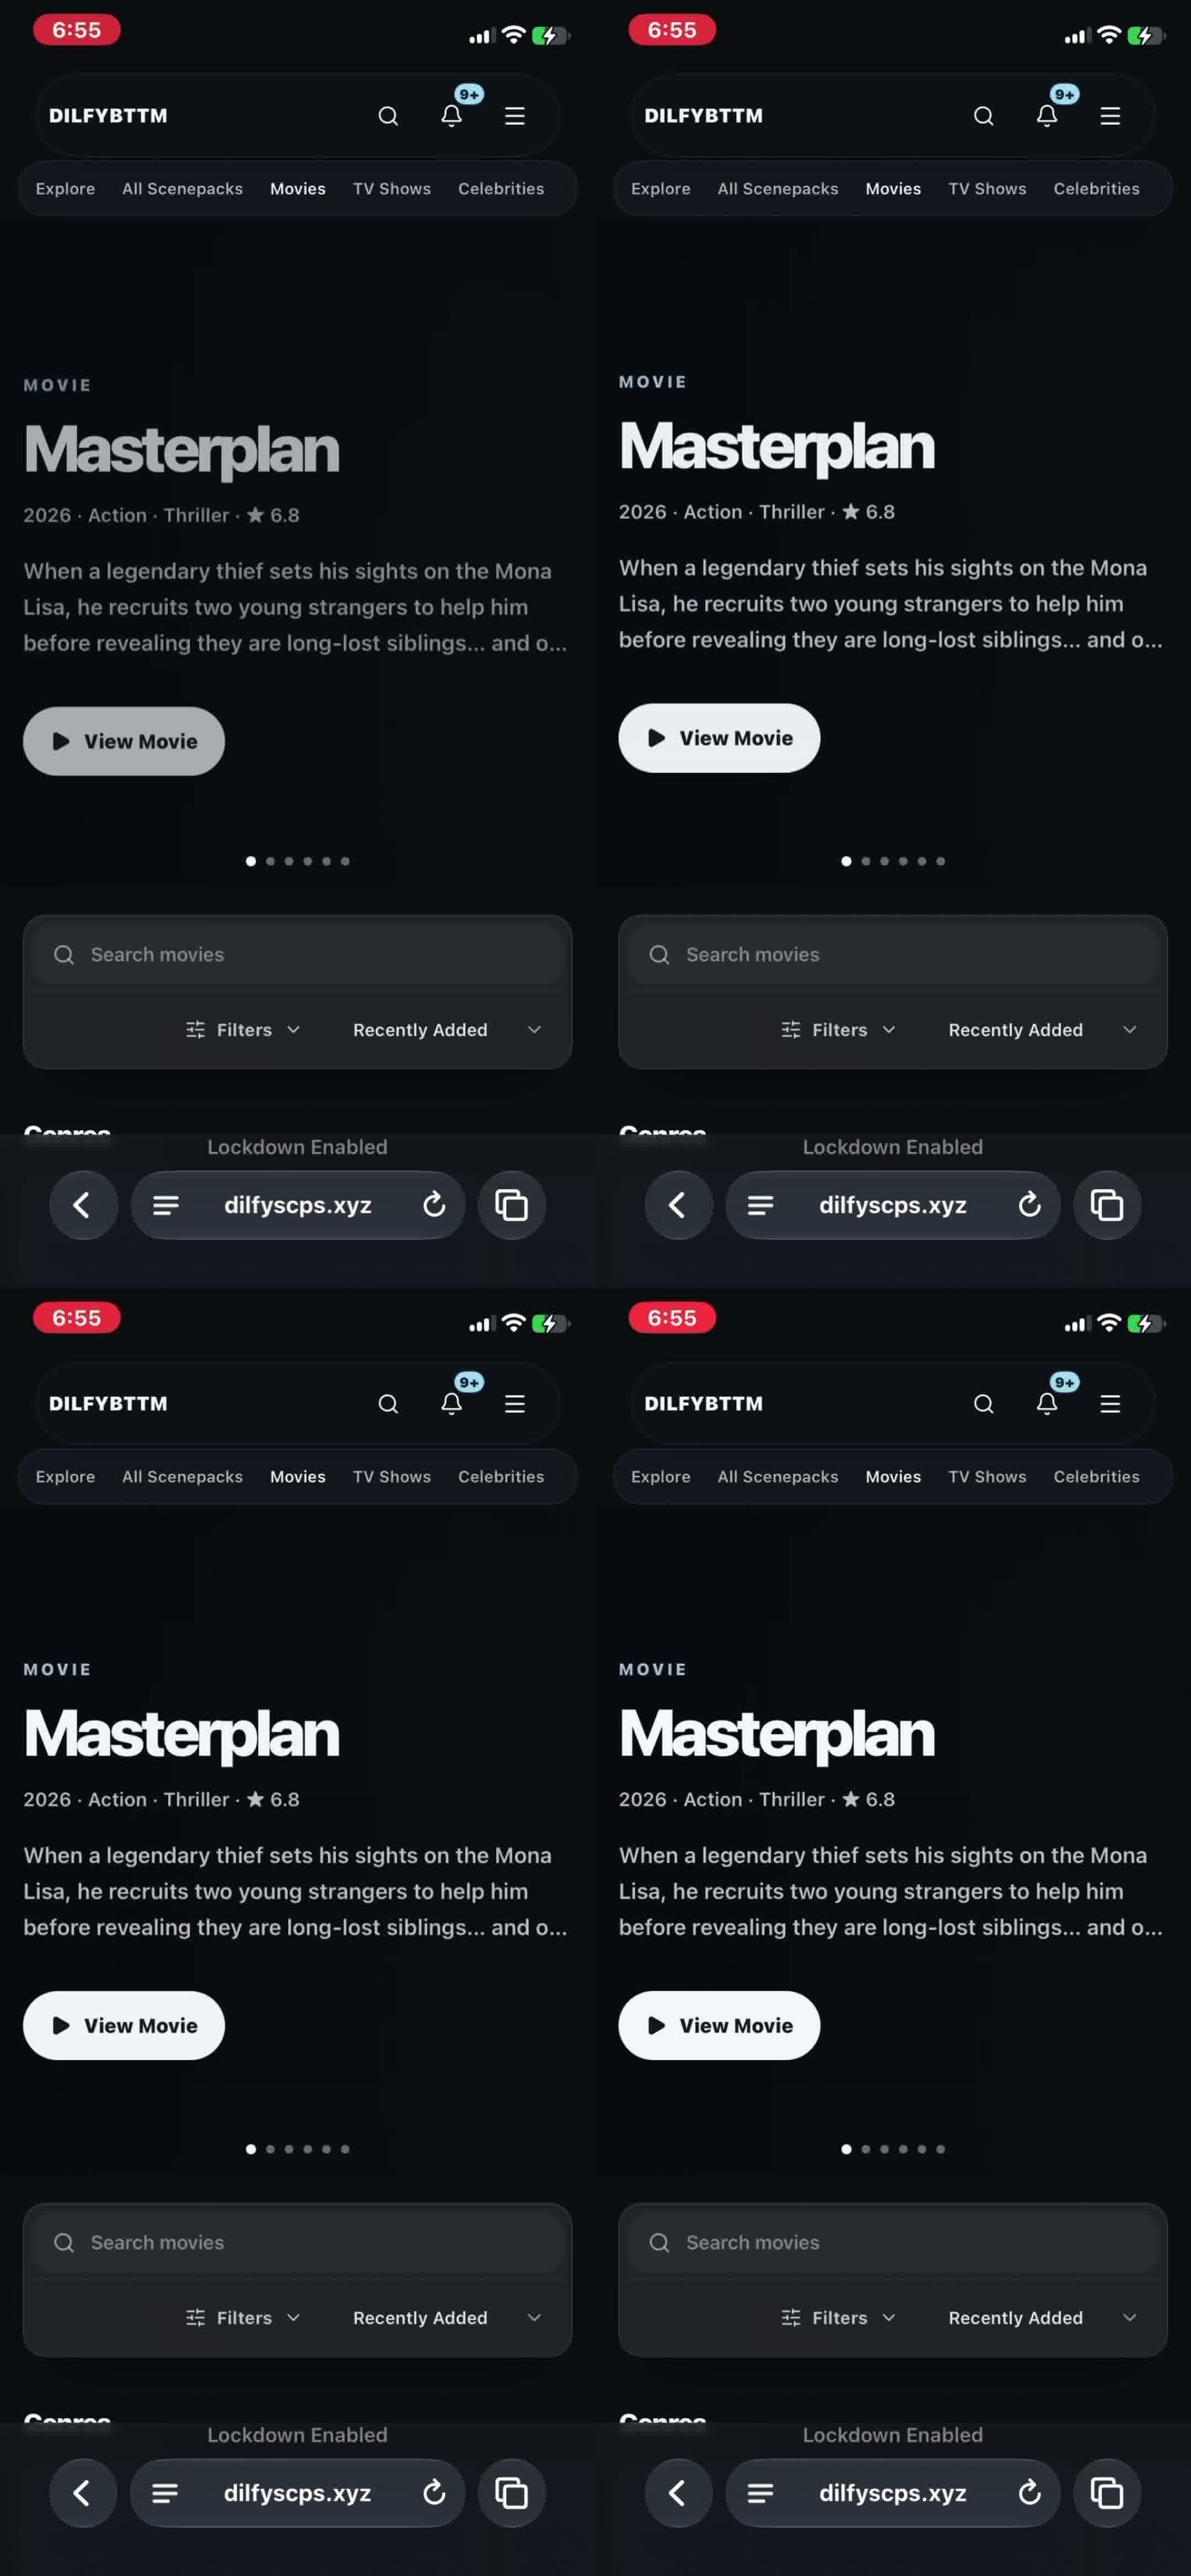 6:55
9+
DILFYBTTM
Explore All Scenepacks Movies TV Shows Celebrities
MOVIE
Masterplan
2026 · Action · Thriller · ★ 6.8
When a legendary thief sets his sights on the Mona
Lisa, he recruits two young strangers to help him
before revealing they are long-lost siblings... and o...
View Movie
Search movies
Filters Recently Added
Genres
Lockdown Enabled
dilfyscps.xyz
6:55
9+
DILFYBTTM
Explore All Scenepacks Movies TV Shows Celebrities
MOVIE
Masterplan
2026 · Action · Thriller · ★ 6.8
When a legendary thief sets his sights on the Mona
Lisa, he recruits two young strangers to help him
before revealing they are long-lost siblings... and o...
View Movie
Search movies
Filters Recently Added
Genres
Lockdown Enabled
dilfyscps.xyz
6:55
9+
DILFYBTTM
Explore All Scenepacks Movies TV Shows Celebrities
MOVIE
Masterplan
2026 · Action · Thriller · ★ 6.8
When a legendary thief sets his sights on the Mona
Lisa, he recruits two young strangers to help him
before revealing they are long-lost siblings... and o...
View Movie
Search movies
Filters Recently Added
Genres
Lockdown Enabled
dilfyscps.xyz
6:55
9+
DILFYBTTM
Explore All Scenepacks Movies TV Shows Celebrities
MOVIE
Masterplan
2026 · Action · Thriller · ★ 6.8
When a legendary thief sets his sights on the Mona
Lisa, he recruits two young strangers to help him
before revealing they are long-lost siblings... and o...
View Movie
Search movies
Filters Recently Added
Genres
Lockdown Enabled
dilfyscps.xyz